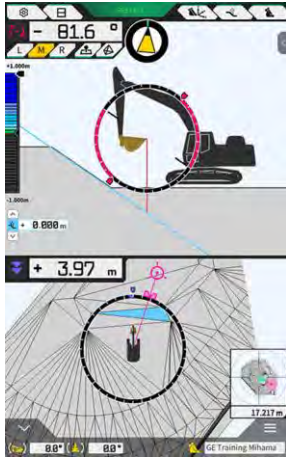 - 81.6 °
L M R
+1.000m
-1.000m
+ 0.000 m
+ 3.97 m
17.217 m
0.0° 0.0° GE Training Mihama